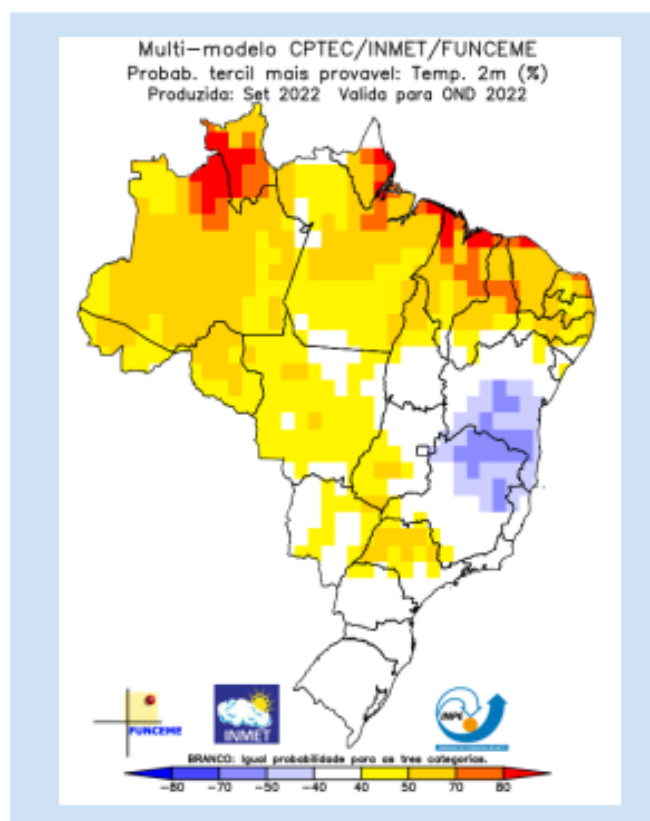 Multi-modelo CPTEC/INMET/FUNCEME
Probab. tercil mais provavel: Temp. 2m (%)
Produzida: Set 2022 Valida para OND 2022
FUNCEME
INMET
INPE
BRANCO: Igual probabilidade para as tres categorias.
-80 -70 -50 -40 40 50 70 80